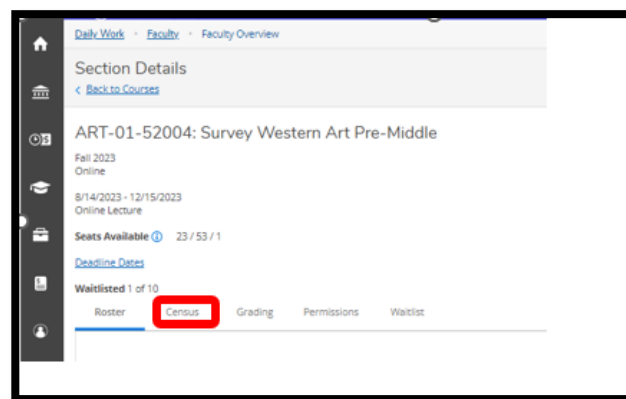 Daily Work · Faculty · Faculty Overview
Section Details
< Back to Courses
ART-01-52004: Survey Western Art Pre-Middle
Fall 2023
Online
8/14/2023 - 12/15/2023
Online Lecture
Seats Available 23 / 53 / 1
Deadline Dates
Waitlisted 1 of 10
Roster Census Grading Permissions Waitlist